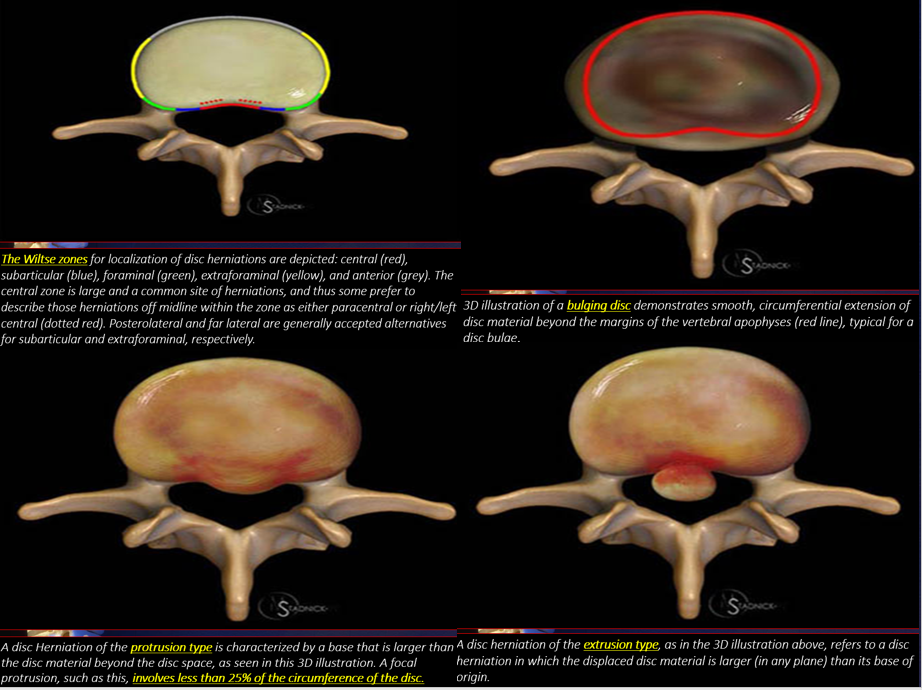 STADNICK
The Wiltse zones for localization of disc herniations are depicted: central (red),
subarticular (blue), foraminal (green), extraforaminal (yellow), and anterior (grey). The
central zone is large and a common site of herniations, and thus some prefer to
describe those herniations off midline within the zone as either paracentral or right/left
central (dotted red). Posterolateral and far lateral are generally accepted alternatives
for subarticular and extraforaminal, respectively.
STADNICK
3D illustration of a bulging disc demonstrates smooth, circumferential extension of
disc material beyond the margins of the vertebral apophyses (red line), typical for a
disc bulge.
STADNICK
A disc Herniation of the protrusion type is characterized by a base that is larger than
the disc material beyond the disc space, as seen in this 3D illustration. A focal
protrusion, such as this, involves less than 25% of the circumference of the disc.
STADNICK
A disc herniation of the extrusion type, as in the 3D illustration above, refers to a disc
herniation in which the displaced disc material is larger (in any plane) than its base of
origin.